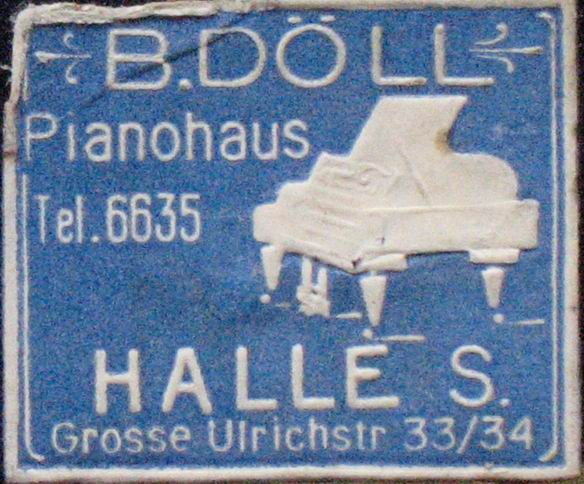 B.DÖLL
Pianohaus
Tel. 6635
HALLE S.
Grosse Ulrichstr 33/34